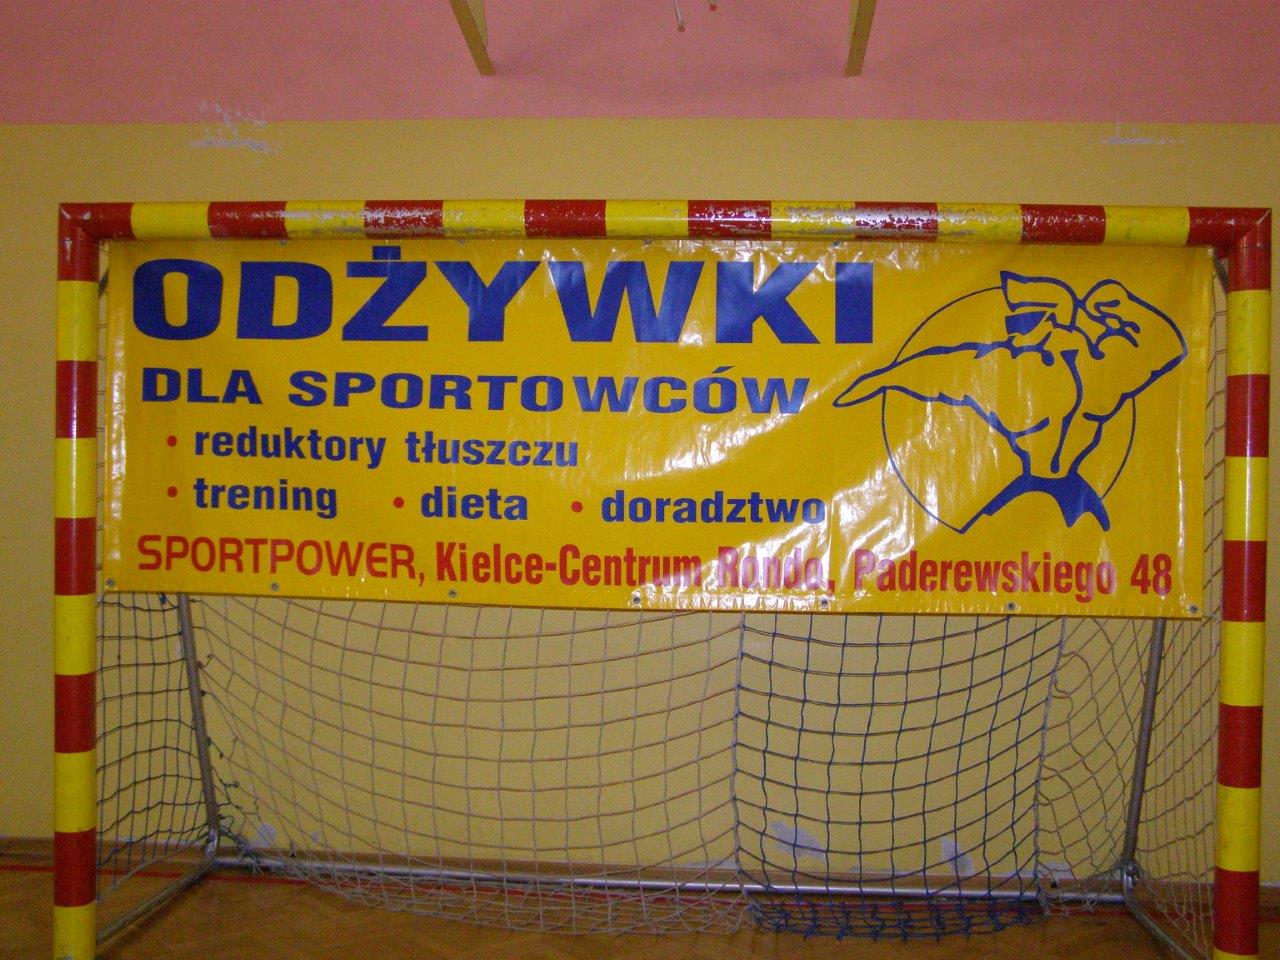 ODŻYWKI
DLA SPORTOWCÓW
• reduktory tłuszczu
• trening • dieta • doradztwo
SPORTPOWER, Kielce-Centrum Rondo, Paderewskiego 48